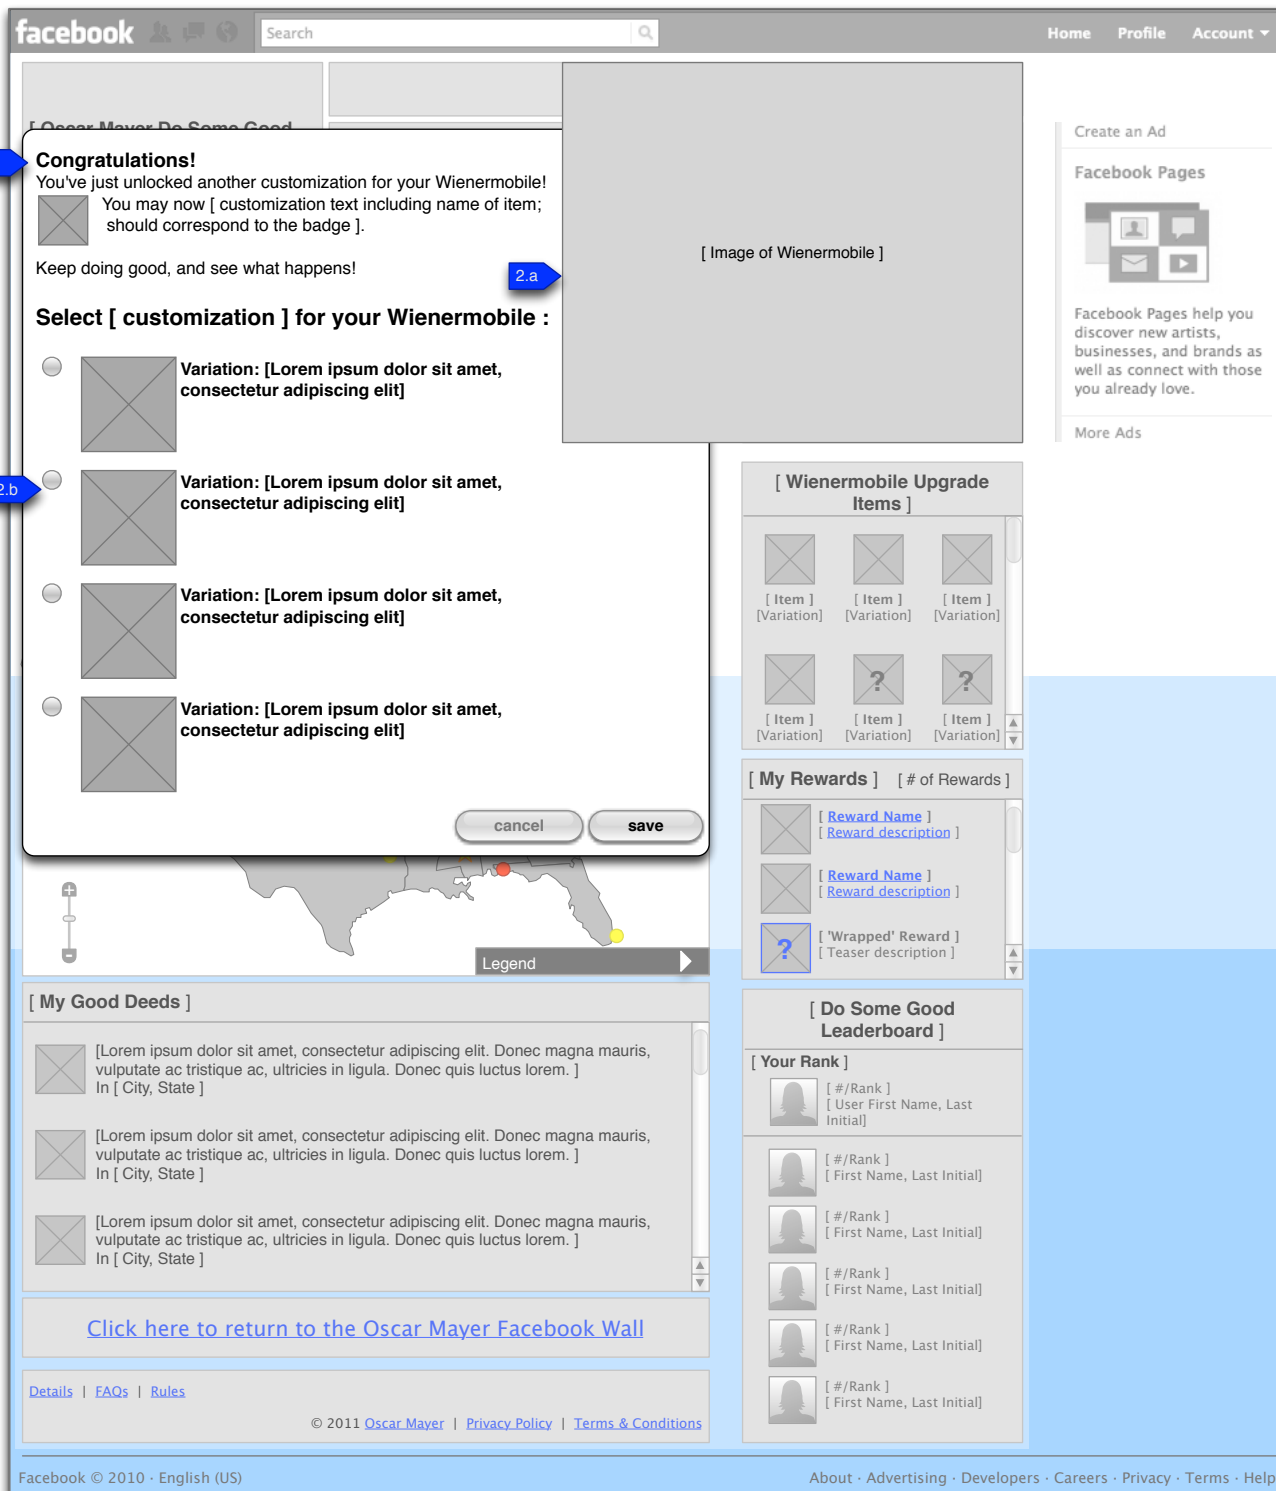 facebook
Search
Home Profile Account
[ Oscar Mayer Do Some Good
Congratulations!
You've just unlocked another customization for your Wienermobile!
You may now [ customization text including name of item;
should correspond to the badge ].
Keep doing good, and see what happens!
2.a
[ Image of Wienermobile ]
Select [ customization ] for your Wienermobile :
Variation: [Lorem ipsum dolor sit amet,
consectetur adipiscing elit]
2.b
Variation: [Lorem ipsum dolor sit amet,
consectetur adipiscing elit]
Variation: [Lorem ipsum dolor sit amet,
consectetur adipiscing elit]
Variation: [Lorem ipsum dolor sit amet,
consectetur adipiscing elit]
cancel save
Legend
[ My Good Deeds ]
[Lorem ipsum dolor sit amet, consectetur adipiscing elit. Donec magna mauris,
vulputate ac tristique ac, ultricies in ligula. Donec quis luctus lorem. ]
In [ City, State ]
[Lorem ipsum dolor sit amet, consectetur adipiscing elit. Donec magna mauris,
vulputate ac tristique ac, ultricies in ligula. Donec quis luctus lorem. ]
In [ City, State ]
[Lorem ipsum dolor sit amet, consectetur adipiscing elit. Donec magna mauris,
vulputate ac tristique ac, ultricies in ligula. Donec quis luctus lorem. ]
In [ City, State ]
Click here to return to the Oscar Mayer Facebook Wall
Details | FAQs | Rules
© 2011 Oscar Mayer | Privacy Policy | Terms & Conditions
Create an Ad
Facebook Pages
Facebook Pages help you
discover new artists,
businesses, and brands as
well as connect with those
you already love.
More Ads
[ Wienermobile Upgrade
Items ]
[ Item ] [ Item ] [ Item ]
[Variation] [Variation] [Variation]
? ?
[ Item ] [ Item ] [ Item ]
[Variation] [Variation] [Variation]
[ My Rewards ] [ # of Rewards ]
[ Reward Name ]
[ Reward description ]
[ Reward Name ]
[ Reward description ]
?
[ 'Wrapped' Reward ]
[ Teaser description ]
[ Do Some Good
Leaderboard ]
[ Your Rank ]
[ #/Rank ]
[ User First Name, Last
Initial]
[ #/Rank ]
[ First Name, Last Initial]
[ #/Rank ]
[ First Name, Last Initial]
[ #/Rank ]
[ First Name, Last Initial]
[ #/Rank ]
[ First Name, Last Initial]
[ #/Rank ]
[ First Name, Last Initial]
Facebook © 2010 · English (US)
About · Advertising · Developers · Careers · Privacy · Terms · Help